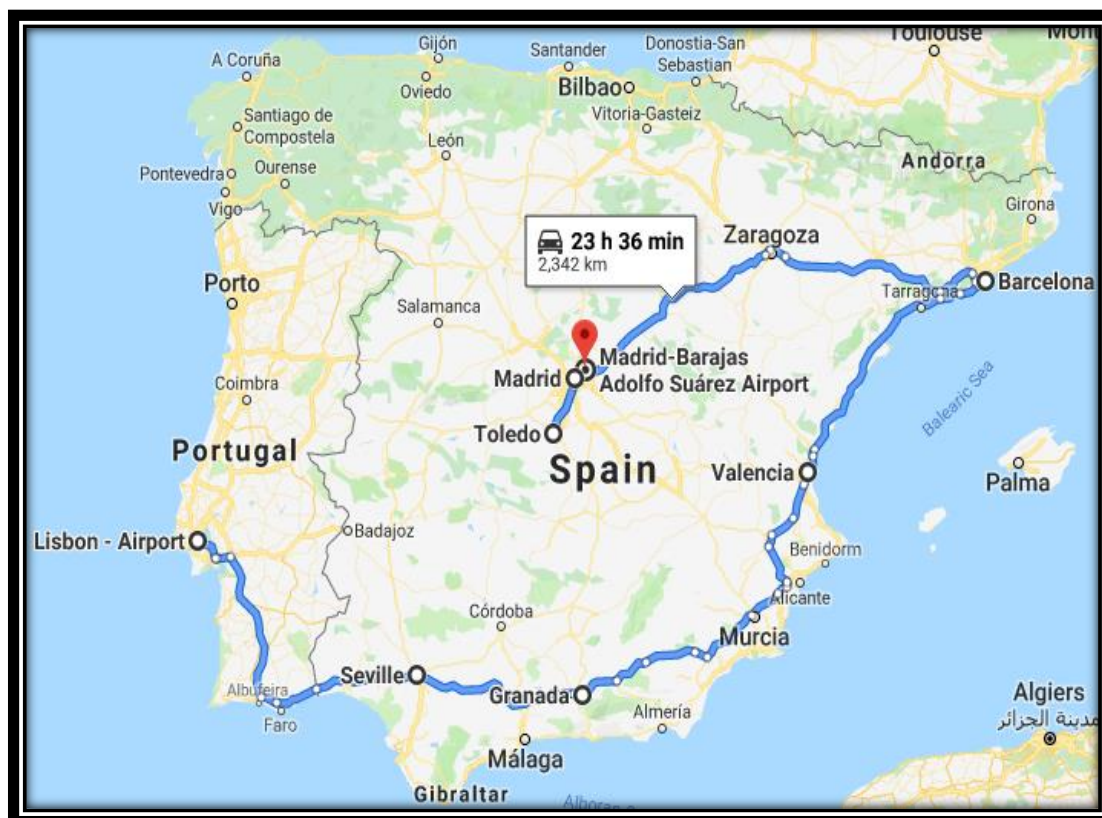 Toulouse
Gijón
Santander
Donostia-San
Sebastian
A Coruña
Oviedo
Bilbao
Vitoria-Gasteiz
Santiago de
Compostela
León
Andorra
Pontevedra
Ourense
Vigo
Girona
23 h 36 min
2,342 km
Zaragoza
Porto
Barcelona
Tarragona
Salamanca
Madrid-Barajas
Adolfo Suárez Airport
Madrid
Coimbra
Balearic Sea
Toledo
Portugal
Spain
Valencia
Palma
Lisbon - Airport
Badajoz
Benidorm
Alicante
Córdoba
Murcia
Seville
Granada
Albufeira
Faro
Almería
Algiers
مدينة الجزائر
Málaga
Gibraltar